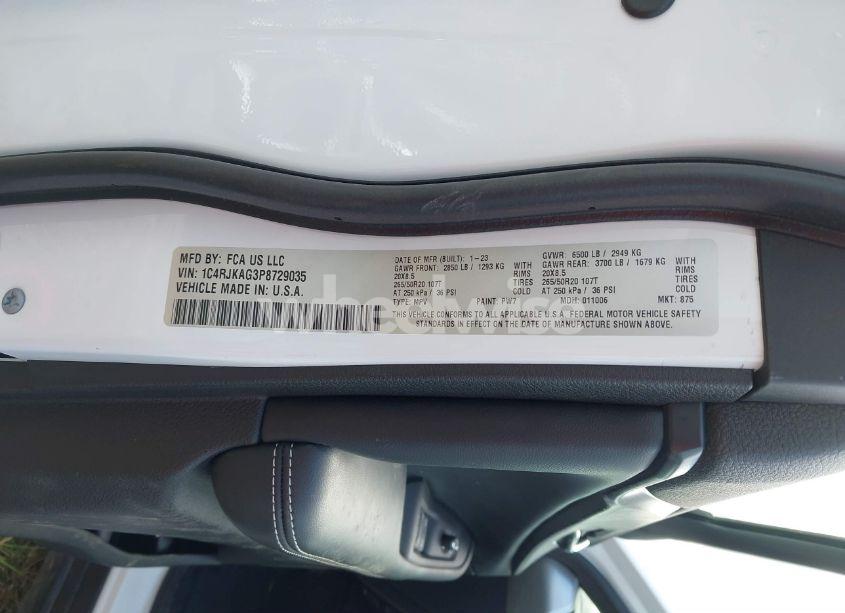 MFD BY: FCA US LLC
VIN: 1C4RJKAG3P8729035
VEHICLE MADE IN: U.S.A.
DATE OF MFR (BUILT): 1-23
GAWR FRONT: 2850 LB / 1293 KG WITH
20X8.5 RIMS
265/50R20 107T TIRES
AT 250 kPa / 36 PSI COLD
TYPE: MPV PAINT: PW7
GVWR: 6500 LB / 2949 KG
GAWR REAR: 3700 LB / 1679 KG WITH
20X8.5 RIMS
265/50R20 107T TIRES
AT 250 kPa / 36 PSI COLD
MDH: 011006 MKT: 875
THIS VEHICLE CONFORMS TO ALL APPLICABLE U.S.A. FEDERAL MOTOR VEHICLE SAFETY
STANDARDS IN EFFECT ON THE DATE OF MANUFACTURE SHOWN ABOVE.
wheelwise